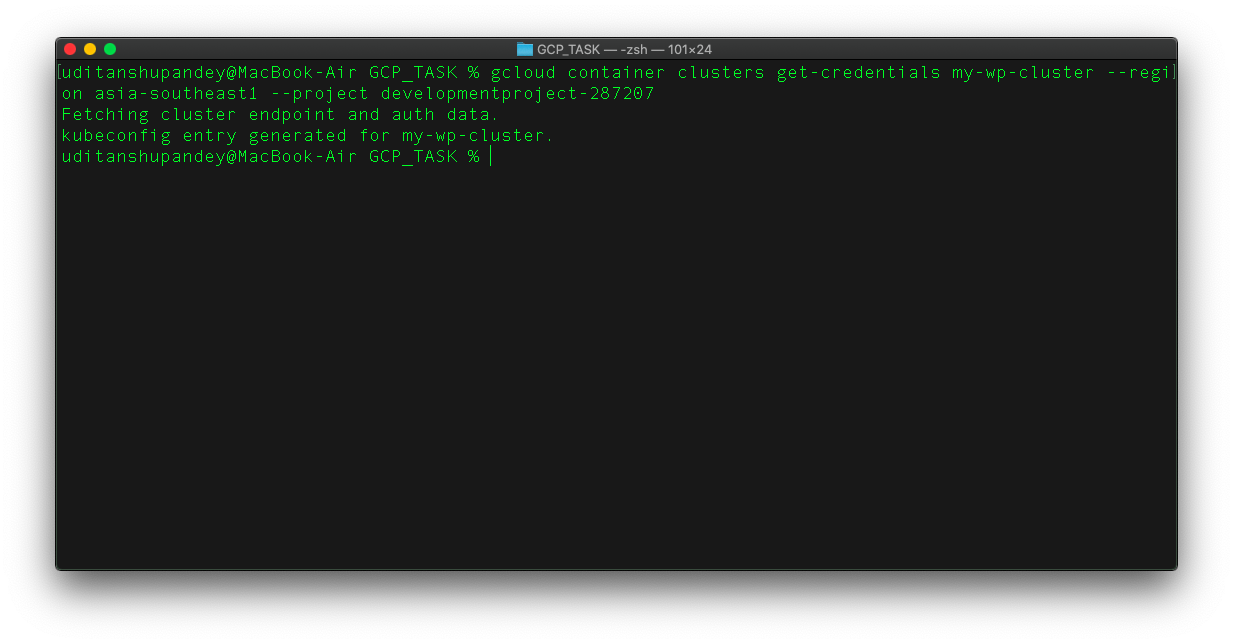 GCP_TASK — -zsh — 101×24
[uditanshupandey@MacBook-Air GCP_TASK % gcloud container clusters get-credentials my-wp-cluster --regi]
on asia-southeast1 --project developmentproject-287207
Fetching cluster endpoint and auth data.
kubeconfig entry generated for my-wp-cluster.
uditanshupandey@MacBook-Air GCP_TASK %